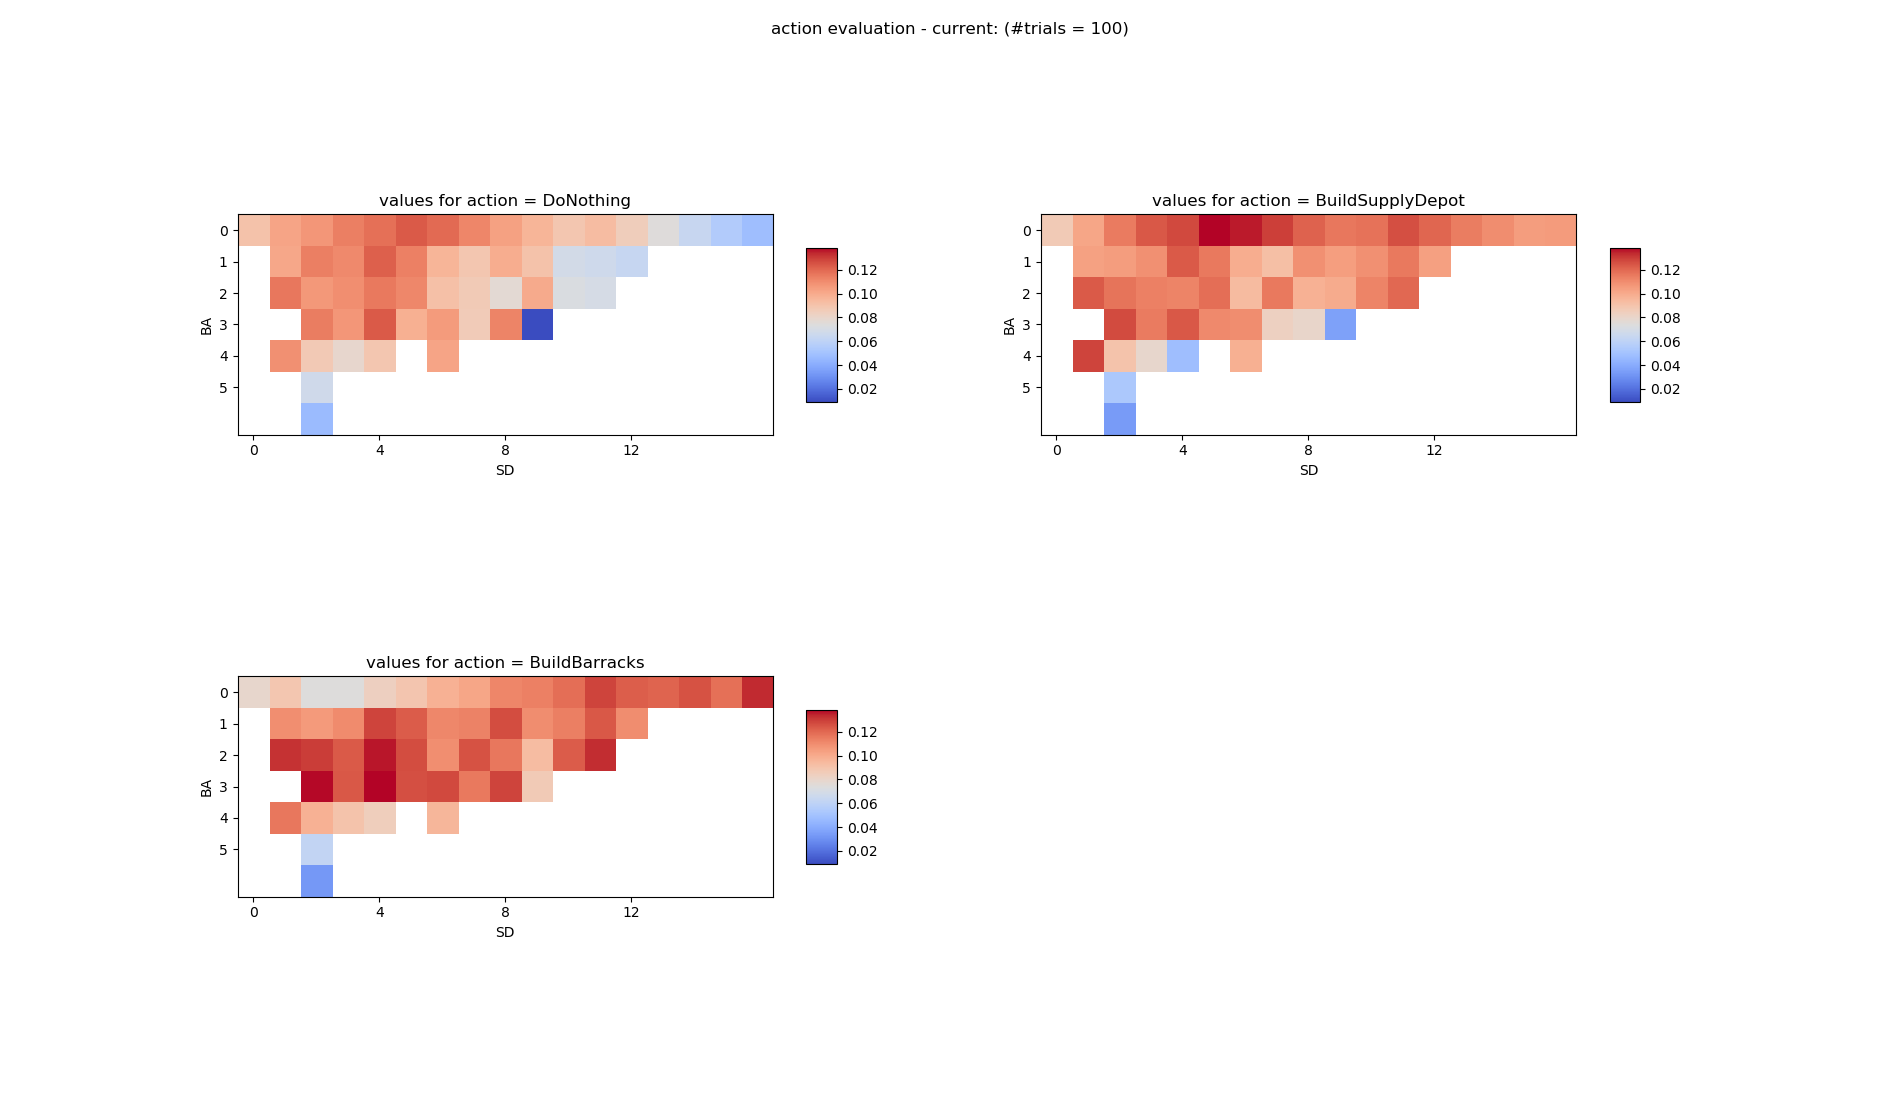 action evaluation - current: (#trials = 100)
values for action = DoNothing
0
1
2
3
4
5
BA
0 4 8 12
SD
0.12
0.10
0.08
0.06
0.04
0.02
values for action = BuildSupplyDepot
0
1
2
3
4
5
BA
0 4 8 12
SD
0.12
0.10
0.08
0.06
0.04
0.02
values for action = BuildBarracks
0
1
2
3
4
5
BA
0 4 8 12
SD
0.12
0.10
0.08
0.06
0.04
0.02